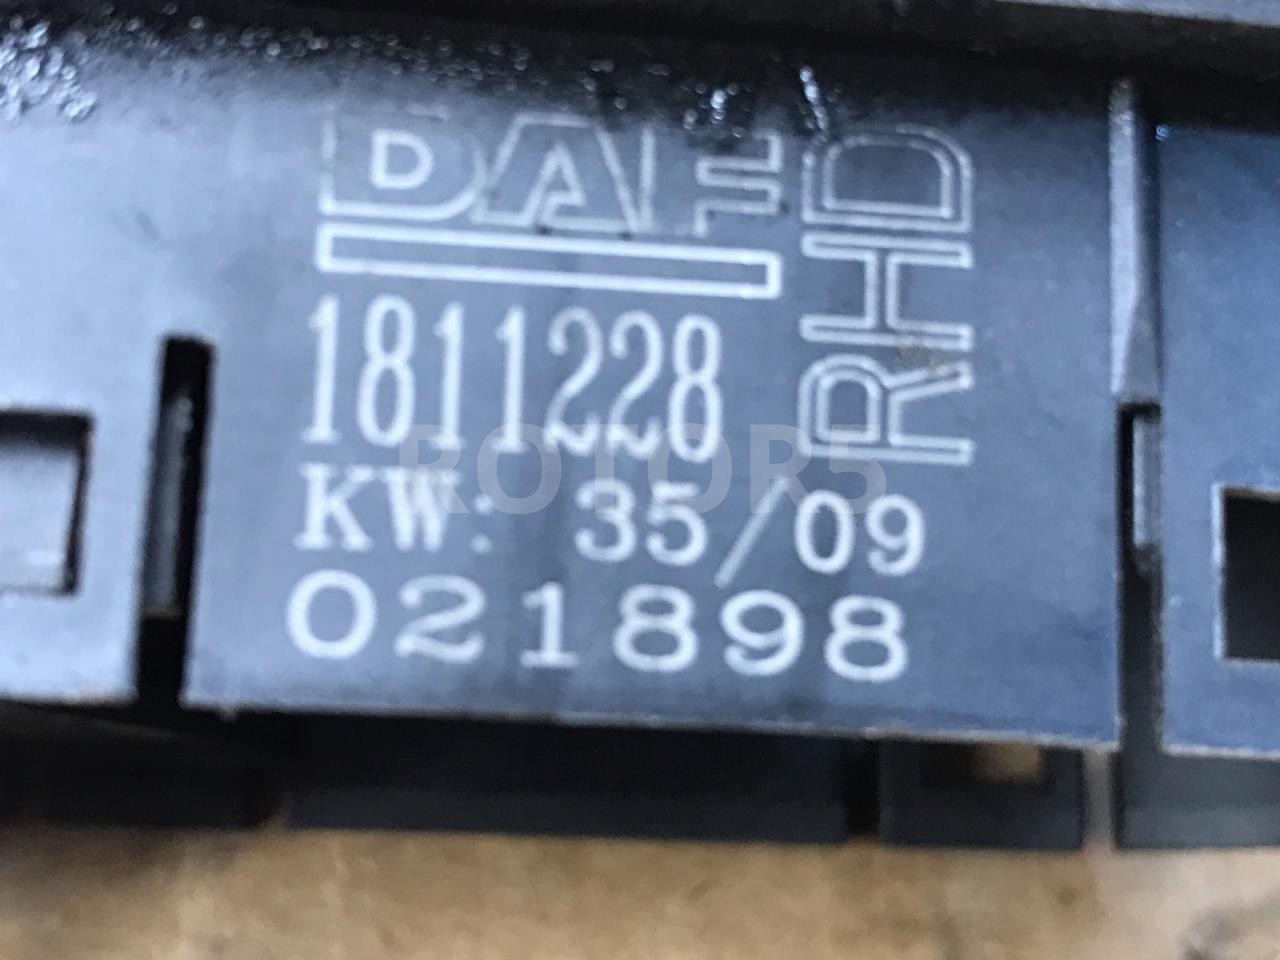 DAF
RHD
1811228
ROTOR5
KW: 35/09
021898